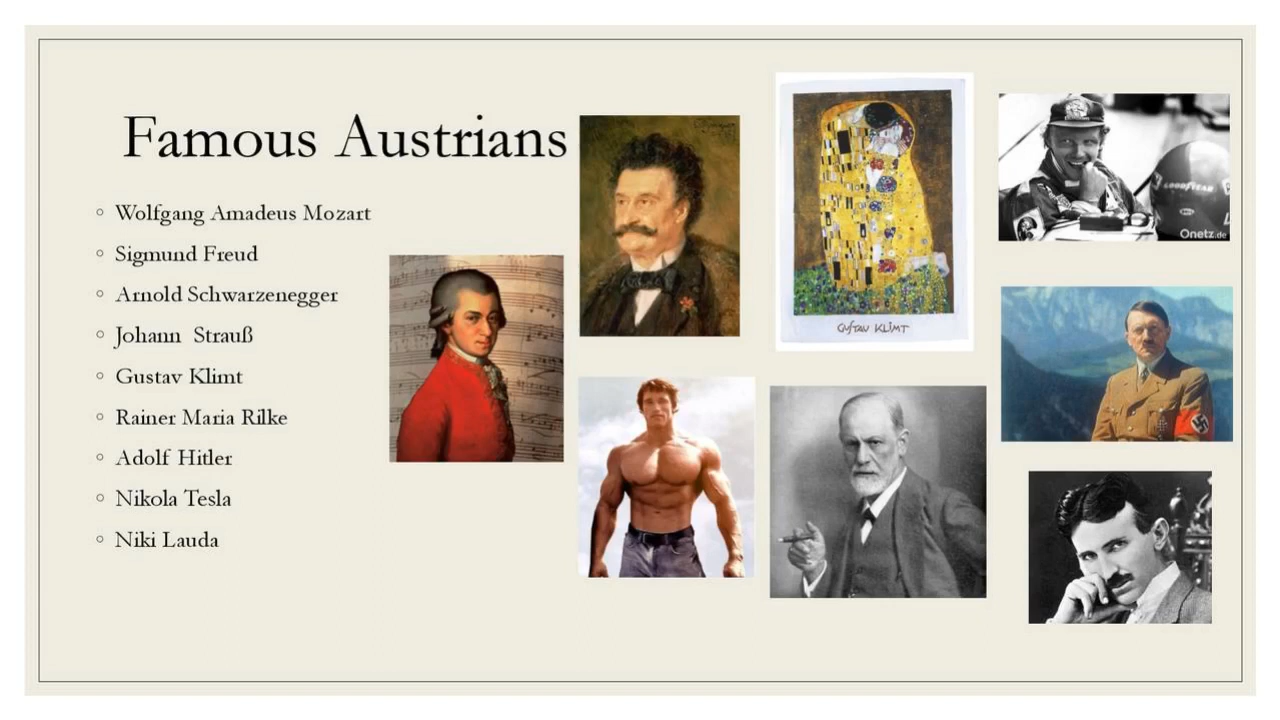 Famous Austrians
Wolfgang Amadeus Mozart
Sigmund Freud
Arnold Schwarzenegger
Johann  Strauß
Gustav Klimt
Rainer Maria Rilke
Adolf Hitler
Nikola Tesla
Niki Lauda
GUSTAV KLIMT
GOODYEAR
Onetz.de